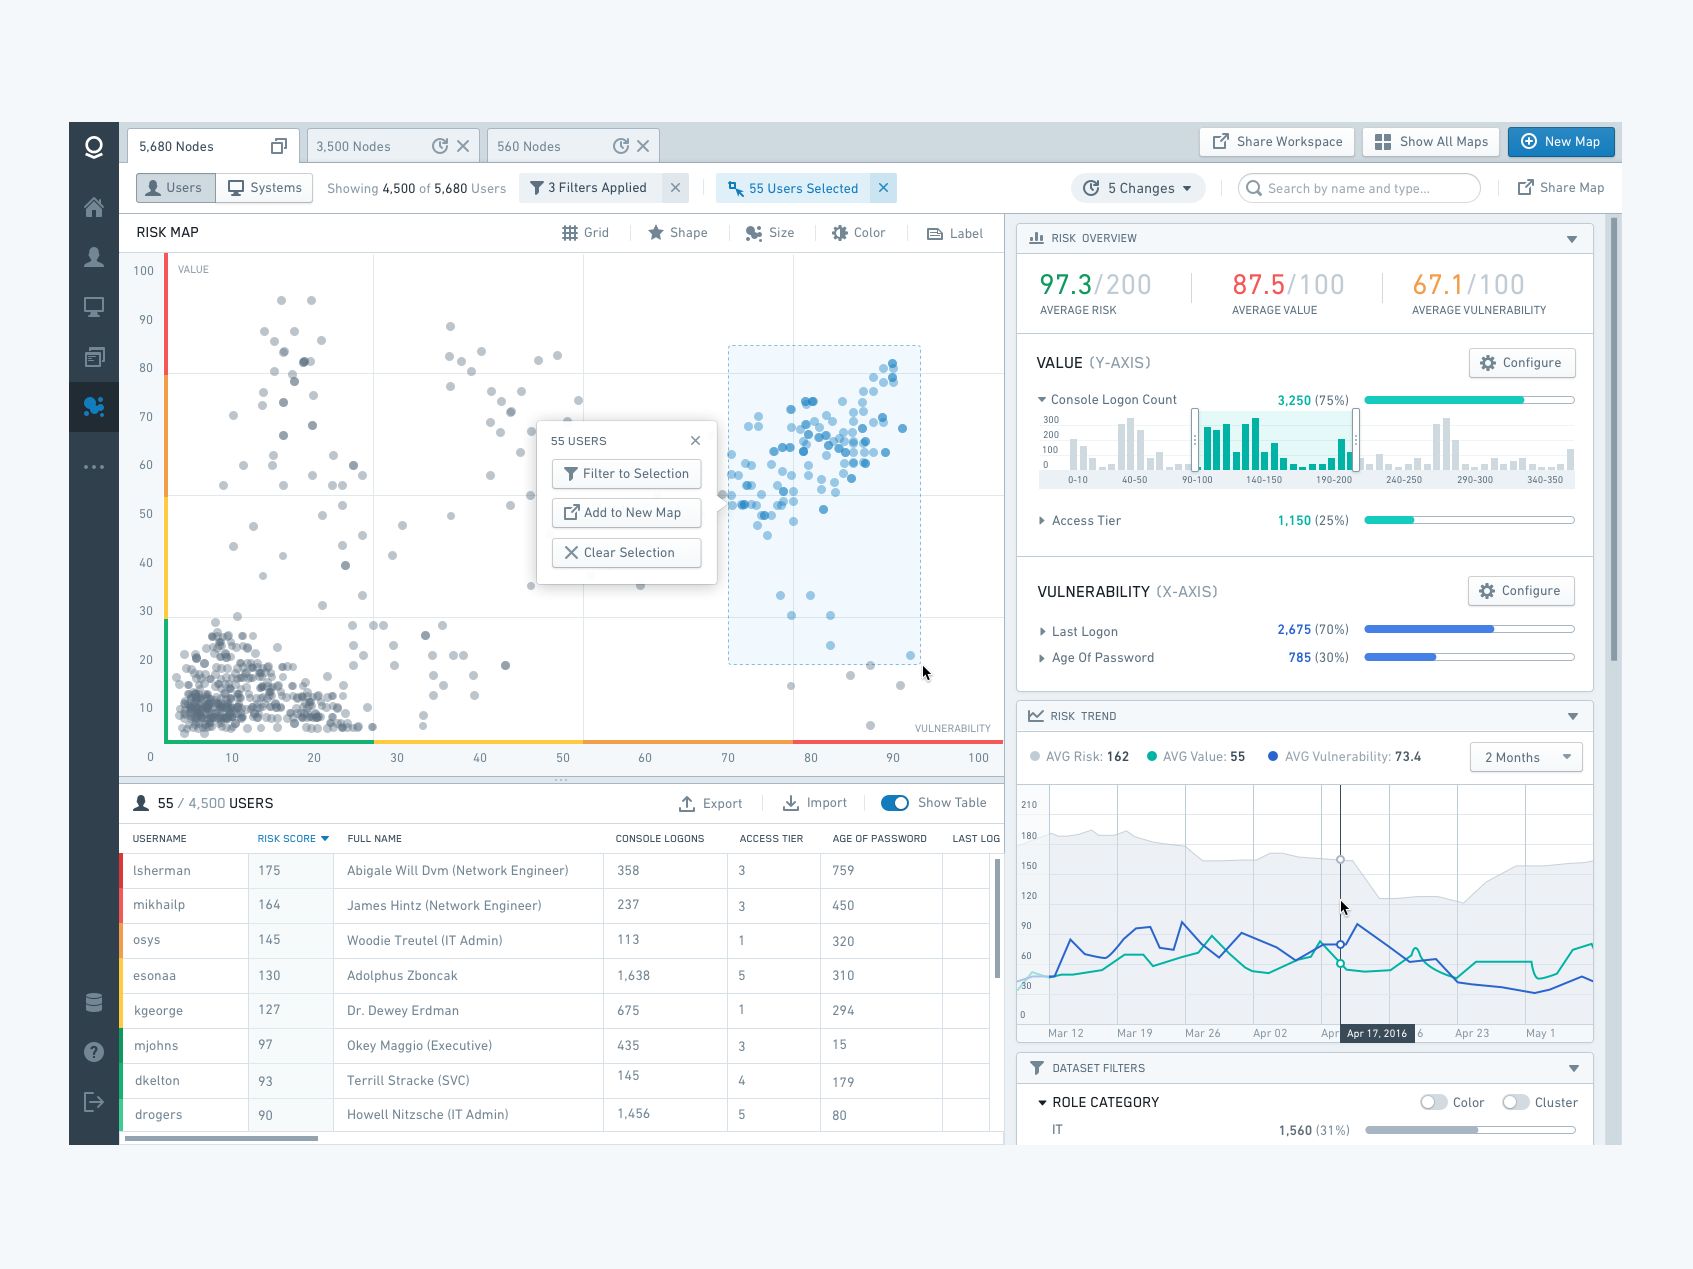 5,680 Nodes
3,500 Nodes
560 Nodes
Share Workspace
Show All Maps
New Map
Users
Systems
Showing 4,500 of 5,680 Users
3 Filters Applied
55 Users Selected
5 Changes
Search by name and type...
Share Map
RISK MAP
Grid
Shape
Size
Color
Label
VALUE
100
90
80
70
60
50
40
30
20
10
0
10
20
30
40
50
60
70
80
90
100
VULNERABILITY
55 USERS
Filter to Selection
Add to New Map
Clear Selection
55 / 4,500 USERS
Export
Import
Show Table
USERNAME RISK SCORE FULL NAME CONSOLE LOGONS ACCESS TIER AGE OF PASSWORD LAST LOG
lsherman 175 Abigale Will Dvm (Network Engineer) 358 3 759
mikhailp 164 James Hintz (Network Engineer) 237 3 450
osys 145 Woodie Treutel (IT Admin) 113 1 320
esonaa 130 Adolphus Zboncak 1,638 5 310
kgeorge 127 Dr. Dewey Erdman 675 1 294
mjohns 97 Okey Maggio (Executive) 435 3 15
dkelton 93 Terrill Stracke (SVC) 145 4 179
drogers 90 Howell Nitzsche (IT Admin) 1,456 5 80
RISK OVERVIEW
97.3/200
AVERAGE RISK
87.5/100
AVERAGE VALUE
67.1/100
AVERAGE VULNERABILITY
VALUE (Y-AXIS)
Configure
Console Logon Count 3,250 (75%)
300
200
100
0
0-10 40-50 90-100 140-150 190-200 240-250 290-300 340-350
Access Tier 1,150 (25%)
VULNERABILITY (X-AXIS)
Configure
Last Logon 2,675 (70%)
Age Of Password 785 (30%)
RISK TREND
AVG Risk: 162
AVG Value: 55
AVG Vulnerability: 73.4
2 Months
210
180
150
120
90
60
30
0
Mar 12 Mar 19 Mar 26 Apr 02 Apr Apr 17, 2016 6 Apr 23 May 1
DATASET FILTERS
ROLE CATEGORY
Color
Cluster
IT 1,560 (31%)